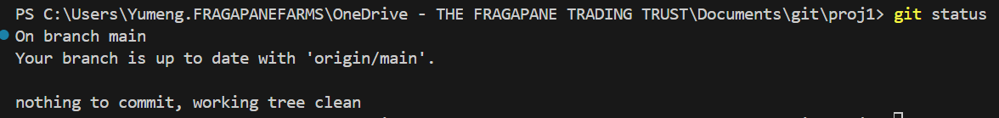 PS C:\Users\Yumeng.FRAGAPANEFARMS\OneDrive - THE FRAGAPANE TRADING TRUST\Documents\git\proj1> git status
On branch main
Your branch is up to date with 'origin/main'.
nothing to commit, working tree clean